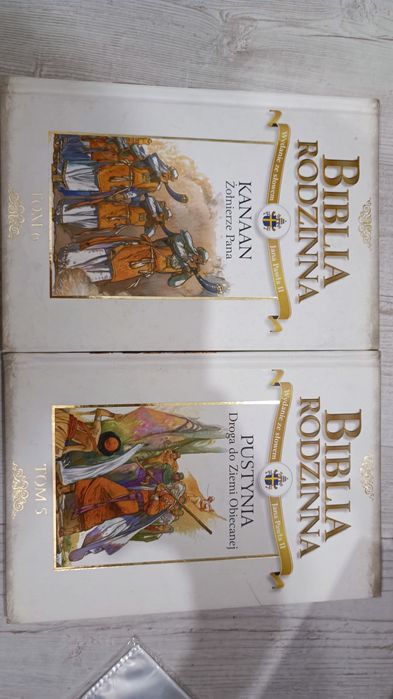 BIBLIA
RODZINNA
Wydanie ze słowem
Jana Pawła II
KANAAN
Żołnierze Pana
TOM 6
BIBLIA
RODZINNA
Wydanie ze słowem
Jana Pawła II
PUSTYNIA
Droga do Ziemi Obiecanej
TOM 5